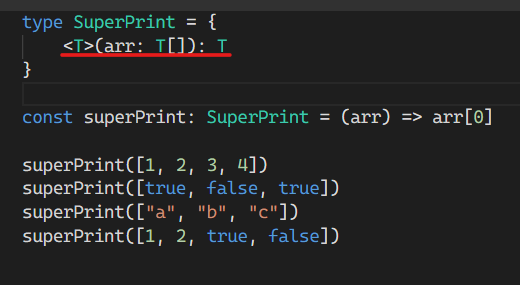 type SuperPrint = {
    <T>(arr: T[]): T
}
const superPrint: SuperPrint = (arr) => arr[0]
superPrint([1, 2, 3, 4])
superPrint([true, false, true])
superPrint(["a", "b", "c"])
superPrint([1, 2, true, false])